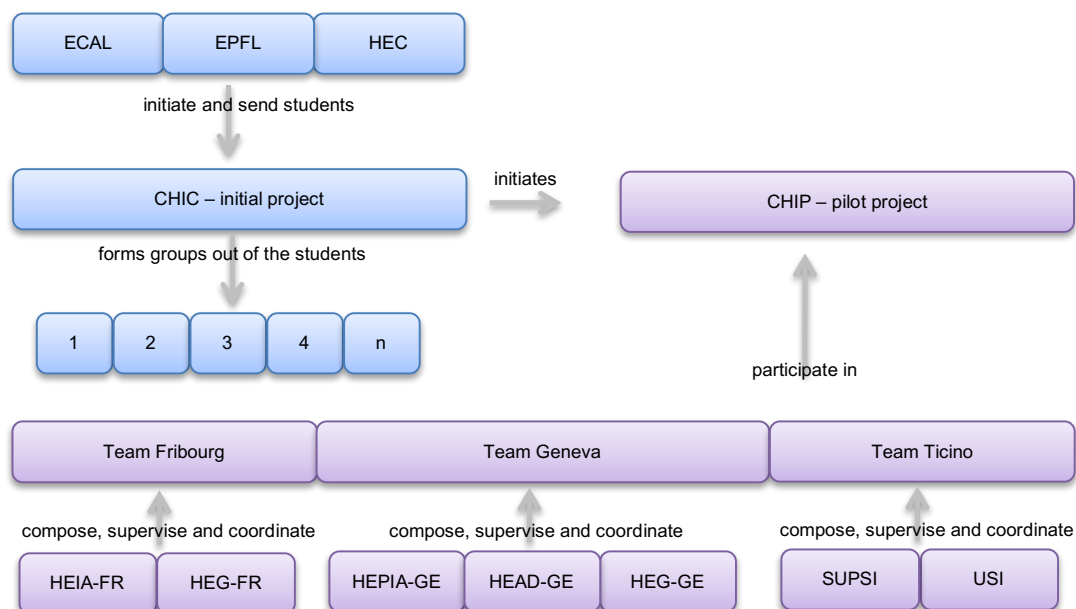 ECAL EPFL HEC
initiate and send students
CHIC – initial project
initiates
CHIP – pilot project
forms groups out of the students
1 2 3 4 n
participate in
Team Fribourg Team Geneva Team Ticino
compose, supervise and coordinate compose, supervise and coordinate compose, supervise and coordinate
HEIA-FR HEG-FR HEPIA-GE HEAD-GE HEG-GE SUPSI USI